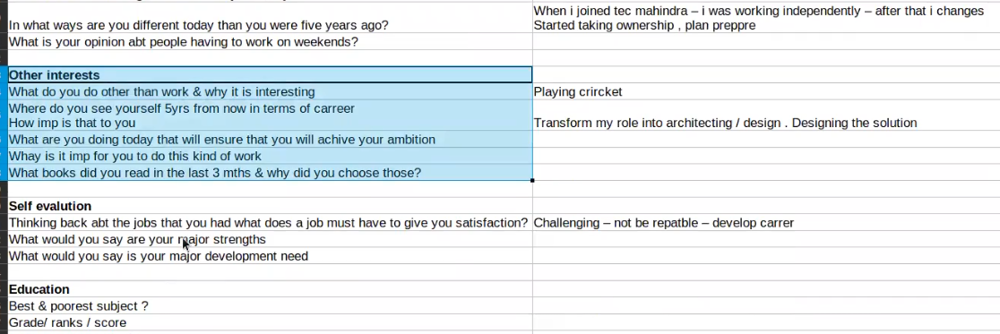 When i joined tec mahindra – i was working independently – after that i changes
In what ways are you different today than you were five years ago? Started taking ownership , plan preppre
What is your opinion abt people having to work on weekends?
Other interests
What do you do other than work & why it is interesting Playing crircket
Where do you see yourself 5yrs from now in terms of carreer
How imp is that to you Transform my role into architecting / design . Designing the solution
What are you doing today that will ensure that you will achive your ambition
Whay is it imp for you to do this kind of work
What books did you read in the last 3 mths & why did you choose those?
Self evalution
Thinking back abt the jobs that you had what does a job must have to give you satisfaction? Challenging – not be repatble – develop carrer
What would you say are your major strengths
What would you say is your major development need
Education
Best & poorest subject ?
Grade/ ranks / score